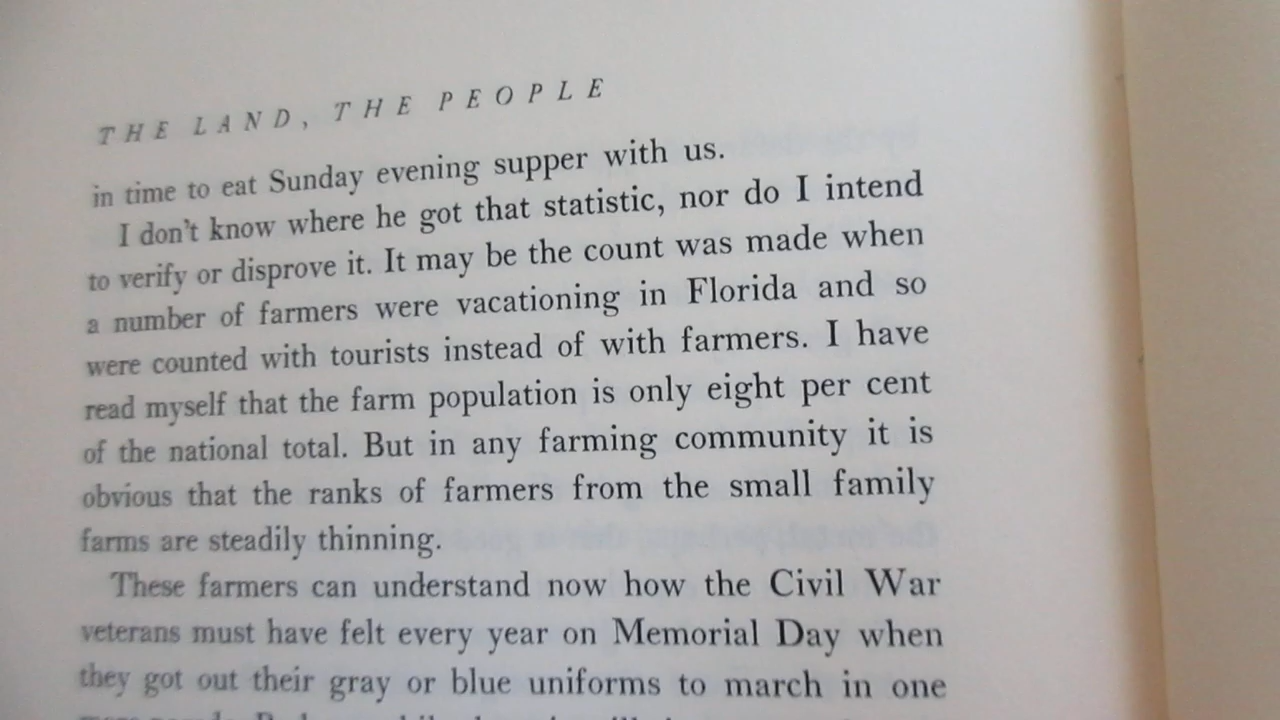 THE LAND, THE PEOPLE
in time to eat Sunday evening supper with us.
I don't know where he got that statistic, nor do I intend
to verify or disprove it. It may be the count was made when
a number of farmers were vacationing in Florida and so
were counted with tourists instead of with farmers. I have
read myself that the farm population is only eight per cent
of the national total. But in any farming community it is
obvious that the ranks of farmers from the small family
farms are steadily thinning.
These farmers can understand now how the Civil War
veterans must have felt every year on Memorial Day when
they got out their gray or blue uniforms to march in one